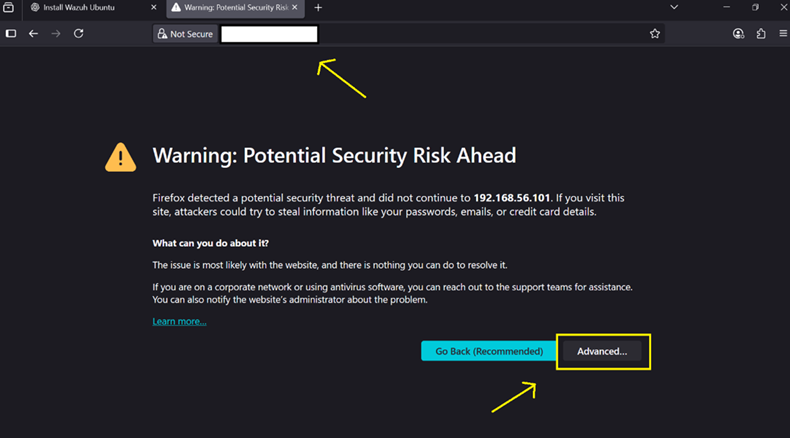 Install Wazuh Ubuntu
Warning: Potential Security Risk
Not Secure
Warning: Potential Security Risk Ahead
Firefox detected a potential security threat and did not continue to 192.168.56.101. If you visit this
site, attackers could try to steal information like your passwords, emails, or credit card details.
What can you do about it?
The issue is most likely with the website, and there is nothing you can do to resolve it.
If you are on a corporate network or using antivirus software, you can reach out to the support teams for assistance.
You can also notify the website's administrator about the problem.
Learn more...
Go Back (Recommended)
Advanced...